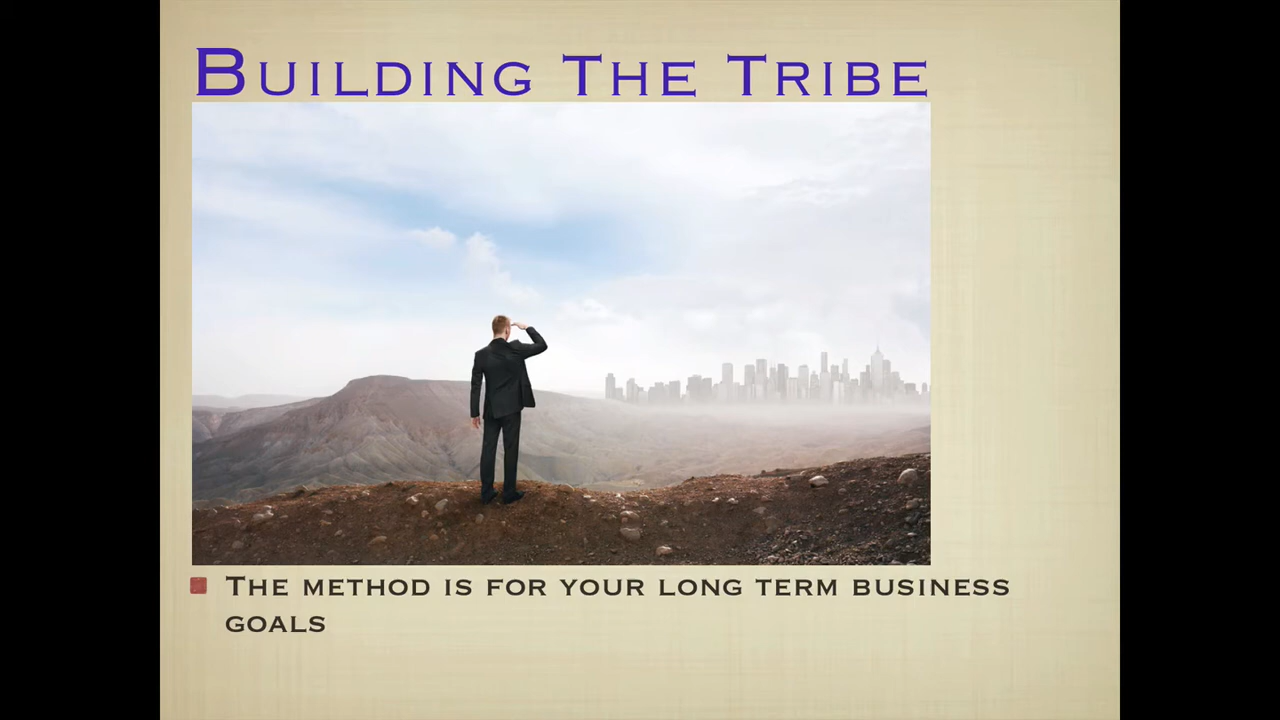 Building The Tribe
The method is for your long term business
goals